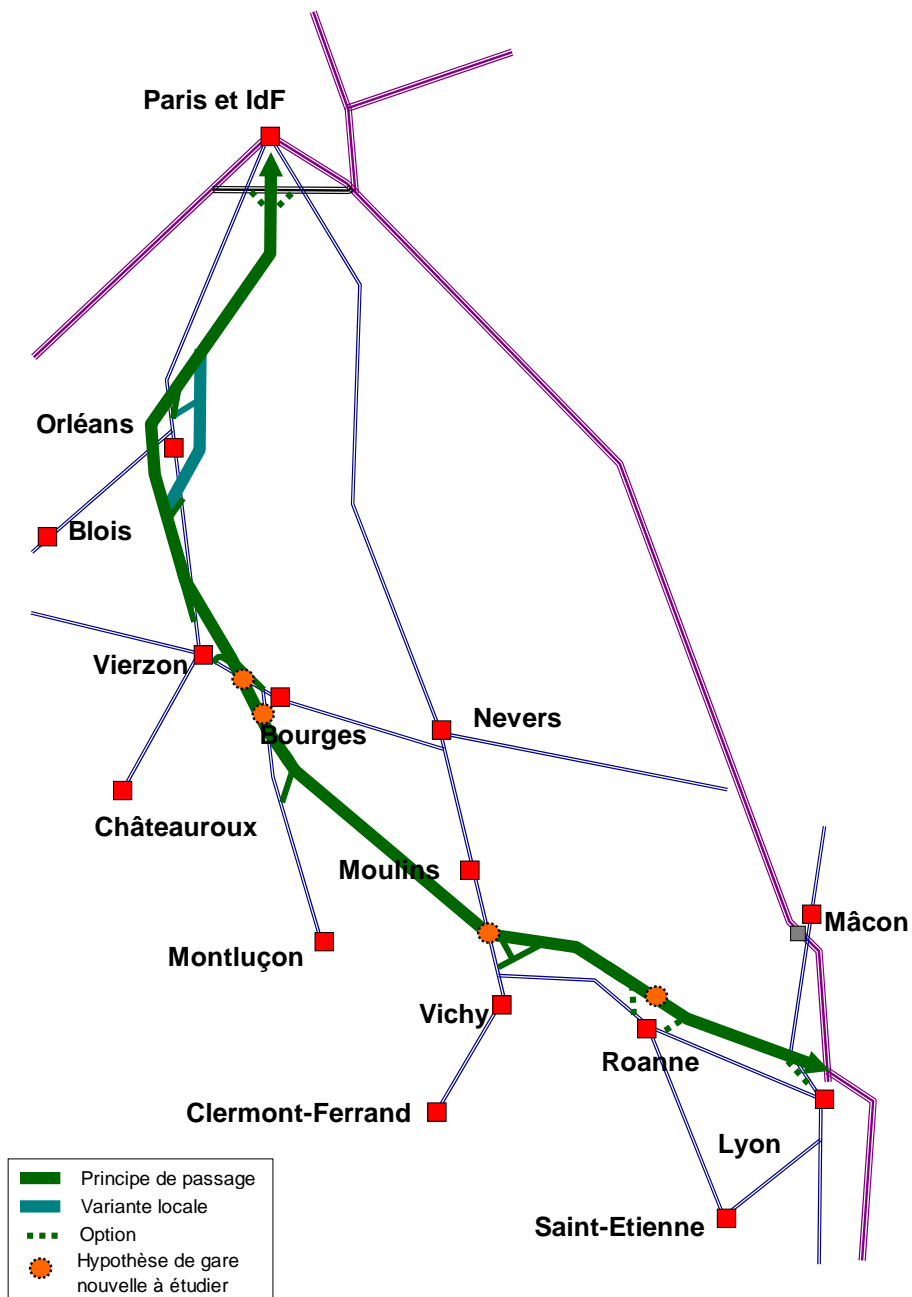 Paris et IdF
Orléans
Blois
Vierzon
Bourges
Nevers
Châteauroux
Moulins
Mâcon
Montluçon
Vichy
Roanne
Clermont-Ferrand
Lyon
Saint-Etienne
Principe de passage
Variante locale
Option
Hypothèse de gare
nouvelle à étudier